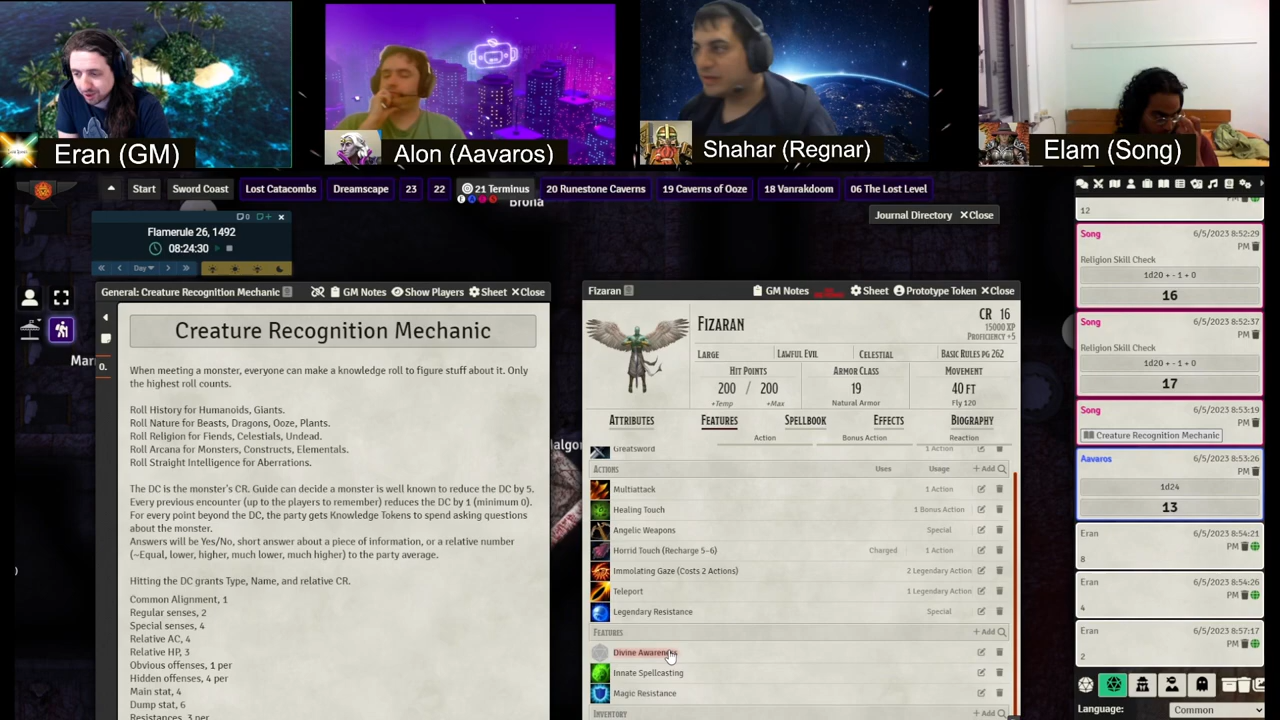 Eran (GM)
Alon (Aavaros)
Shahar (Regnar)
Elam (Song)
Start
Sword Coast
Lost Catacombs
Dreamscape
23
22
21 Terminus
20 Runestone Caverns
19 Caverns of Ooze
18 Vanrakdoom
06 The Lost Level
Brona
Journal Directory Close
Flamerule 26, 1492
08:24:30
Day
General: Creature Recognition Mechanic
GM Notes
Show Players
Sheet
Close
Creature Recognition Mechanic
When meeting a monster, everyone can make a knowledge roll to figure stuff about it. Only
the highest roll counts.
Roll History for Humanoids, Giants.
Roll Nature for Beasts, Dragons, Ooze, Plants.
Roll Religion for Fiends, Celestials, Undead.
Roll Arcana for Monsters, Constructs, Elementals.
Roll Straight Intelligence for Aberrations.
The DC is the monster's CR. Guide can decide a monster is well known to reduce the DC by 5.
Every previous encounter (up to the players to remember) reduces the DC by 1 (minimum 0).
For every point beyond the DC, the party gets Knowledge Tokens to spend asking questions
about the monster.
Answers will be Yes/No, short answer about a piece of information, or a relative number
(~Equal, lower, higher, much lower, much higher) to the party average.
Hitting the DC grants Type, Name, and relative CR.
Common Alignment, 1
Regular senses, 2
Special senses, 4
Relative AC, 4
Relative HP, 3
Obvious offenses, 1 per
Hidden offenses, 4 per
Main stat, 4
Dump stat, 6
Resistances, 3 per
0.
Fizaran
GM Notes
Sheet
Prototype Token
Close
Fizaran
CR 16
15000 XP
Proficiency +5
Large
Lawful Evil
Celestial
Basic Rules pg 262
Hit Points
200 / 200
+Temp +Max
Armor Class
19
Natural Armor
Movement
40 ft
Fly 120
Attributes
Features
Spellbook
Effects
Biography
Action
Bonus Action
Reaction
Greatsword
1 Action
Actions Uses Usage + Add
Multiattack 1 Action
Healing Touch 1 Bonus Action
Angelic Weapons Special
Horrid Touch (Recharge 5–6) Charged 1 Action
Immolating Gaze (Costs 2 Actions) 2 Legendary Action
Teleport 1 Legendary Action
Legendary Resistance Special
Features + Add
Divine Awareness
Innate Spellcasting
Magic Resistance
Inventory + Add
12
Song 6/5/2023 8:52:29
PM
Religion Skill Check
1d20 + - 1 + 0
16
Song 6/5/2023 8:52:37
PM
Religion Skill Check
1d20 + - 1 + 0
17
Song 6/5/2023 8:53:19
PM
Creature Recognition Mechanic
Aavaros 6/5/2023 8:53:26
PM
1d24
13
Eran 6/5/2023 8:54:21
PM
8
Eran 6/5/2023 8:54:26
PM
4
Eran 6/5/2023 8:57:17
PM
2
Language: Common